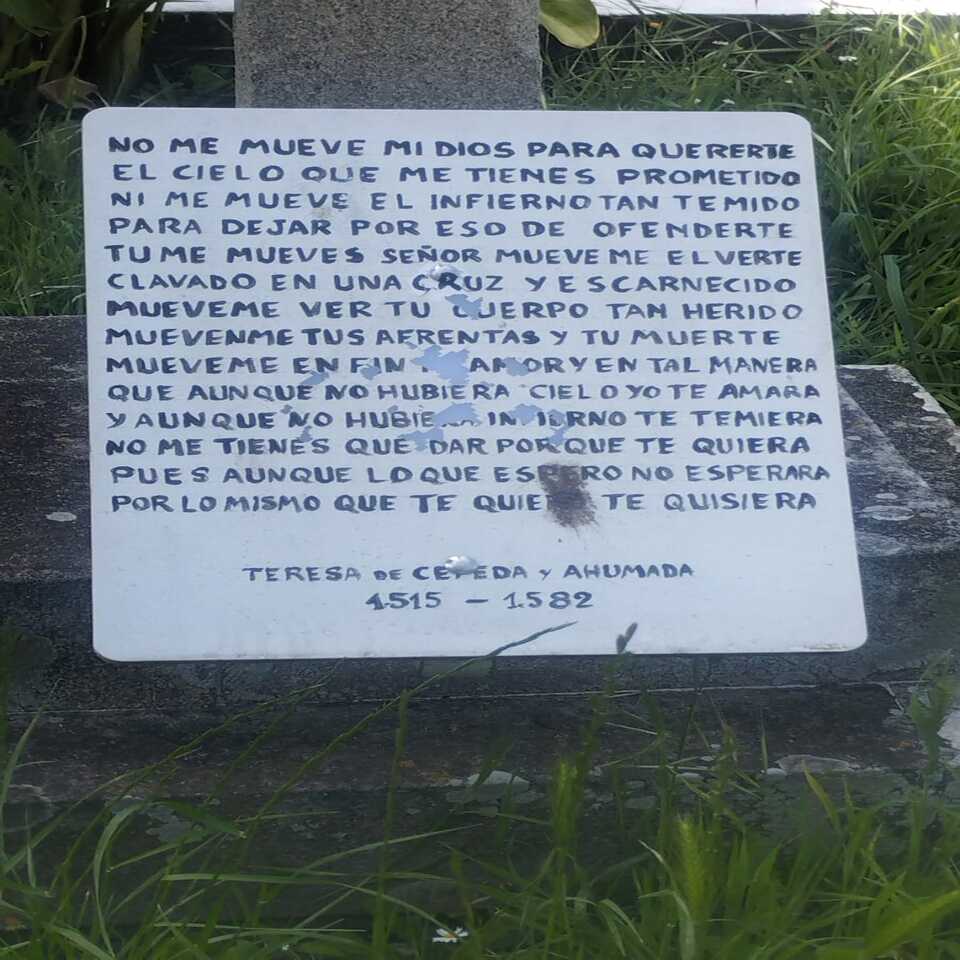 NO ME MUEVE MI DIOS PARA QUERERTE
EL CIELO QUE ME TIENES PROMETIDO
NI ME MUEVE EL INFIERNO TAN TEMIDO
PARA DEJAR POR ESO DE OFENDERTE
TU ME MUEVES SEÑOR MUEVE ME EL VERTE
CLAVADO EN UNA CRUZ Y ESCARNECIDO
MUEVEME VER TU CUERPO TAN HERIDO
MUEVENME TUS AFRENTAS Y TU MUERTE
MUEVEME EN FIN AMOR Y EN TAL MANERA
QUE AUNQUE NO HUBIERA CIELO YO TE AMARA
Y AUNQUE NO HUBIERA INFIERNO TE TEMIERA
NO ME TIENES QUE DAR PORQUE TE QUIERA
PUES AUNQUE LO QUE ESPERO NO ESPERARA
POR LO MISMO QUE TE TE QUISIERA
TERESA DE CEPEDA Y AHUMADA
1515 - 1582